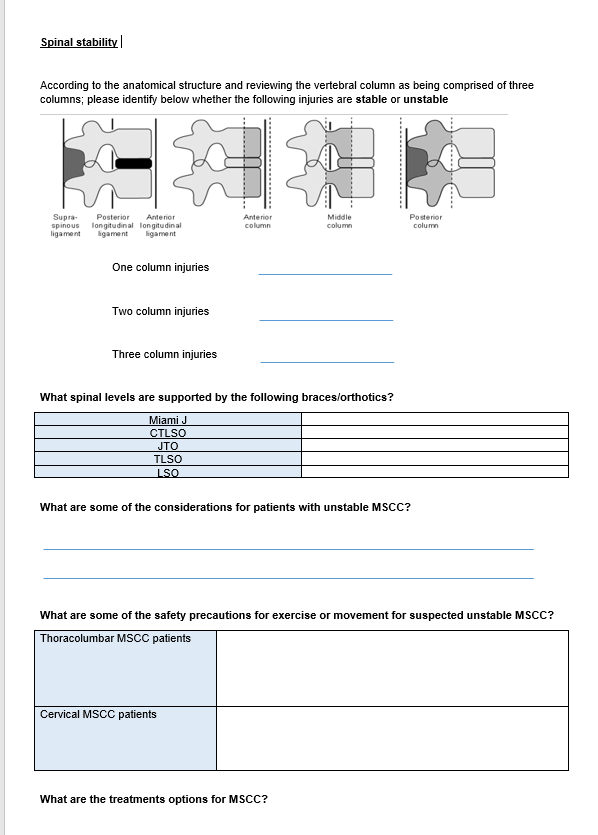 Spinal stability
According to the anatomical structure and reviewing the vertebral column as being comprised of three
columns; please identify below whether the following injuries are stable or unstable
Supra-
spinous
ligament
Posterior
longitudinal
ligament
Anterior
longitudinal
ligament
Anterior
column
Middle
column
Posterior
column
One column injuries
Two column injuries
Three column injuries
What spinal levels are supported by the following braces/orthotics?
Miami J
CTLSO
JTO
TLSO
LSO
What are some of the considerations for patients with unstable MSCC?
What are some of the safety precautions for exercise or movement for suspected unstable MSCC?
Thoracolumbar MSCC patients
Cervical MSCC patients
What are the treatments options for MSCC?